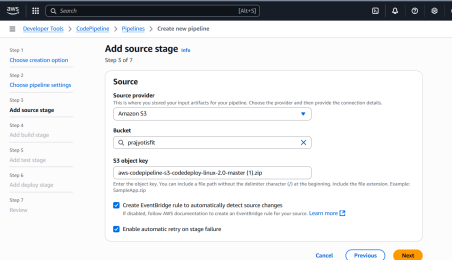 aws
Search
[Alt+S]
Developer Tools > CodePipeline > Pipelines > Create new pipeline
Step 1
Choose creation option
Step 2
Choose pipeline settings
Step 3
Add source stage
Step 4
Add build stage
Step 5
Add test stage
Step 6
Add deploy stage
Step 7
Review
Add source stage Info
Step 3 of 7
Source
Source provider
This is where you stored your input artifacts for your pipeline. Choose the provider and then provide the connection details.
Amazon S3
Bucket
prajyotisfit
S3 object key
aws-codepipeline-s3-codedeploy-linux-2.0-master (1).zip
Enter the object key. You can include a file path without the delimiter character (/) at the beginning. Include the file extension. Example:
SampleApp.zip
Create EventBridge rule to automatically detect source changes
If disabled, follow AWS documentation to create an EventBridge rule for your source. Learn more
Enable automatic retry on stage failure
Cancel
Previous
Next